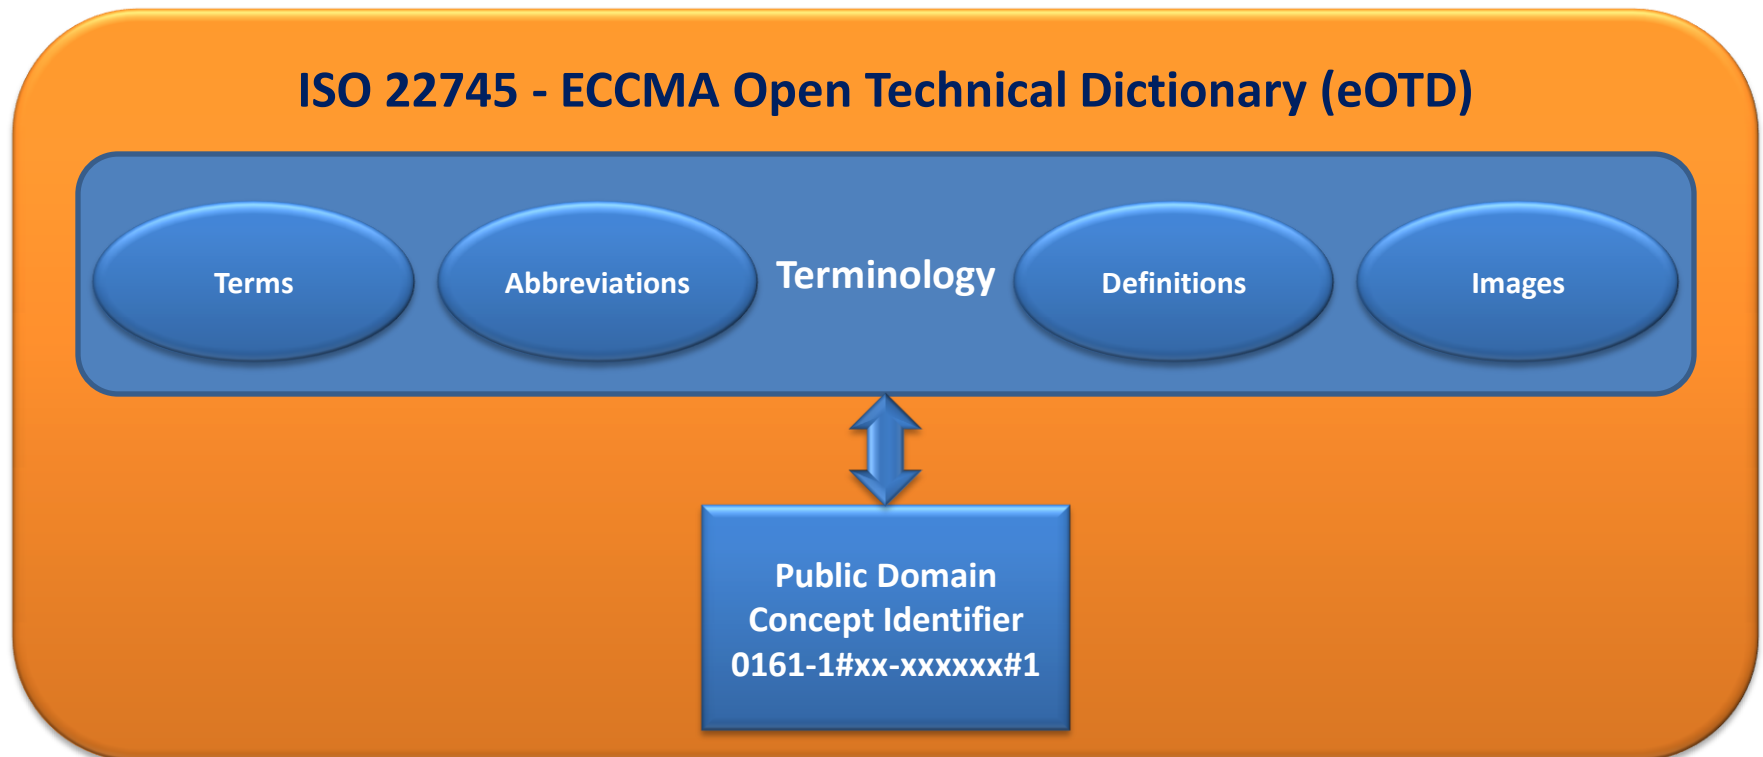 ISO 22745 - ECCMA Open Technical Dictionary (eOTD)
Terms
Abbreviations
Terminology
Definitions
Images
Public Domain
Concept Identifier
0161-1#xx-xxxxxx#1